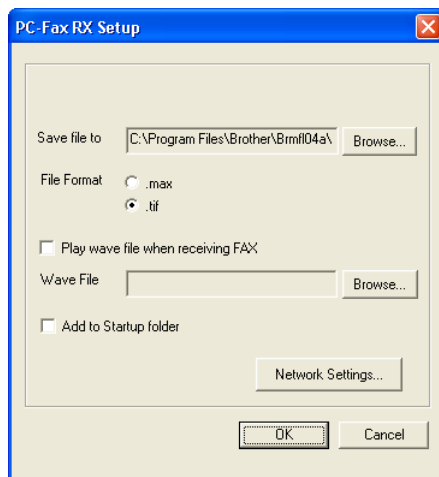 PC-Fax RX Setup
Save file to C:\Program Files\Brother\Brmfl04a\ Browse...
File Format .max
.tif
Play wave file when receiving FAX
Wave File Browse...
Add to Startup folder
Network Settings...
OK Cancel